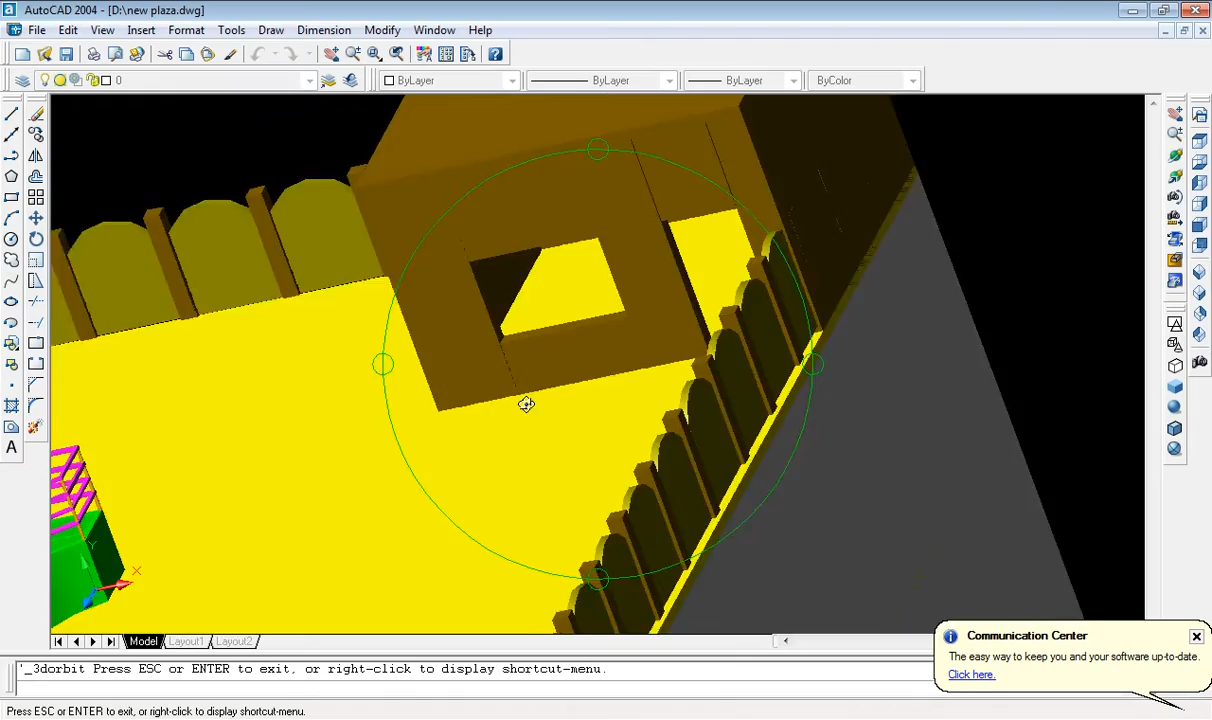 AutoCAD 2004 - [D:\new plaza.dwg]
File Edit View Insert Format Tools Draw Dimension Modify Window Help
0 ByLayer ByLayer ByLayer ByColor
A
Y X
Model Layout1 Layout2
Communication Center
The easy way to keep you and your software up-to-date.
Click here.
'_3dorbit Press ESC or ENTER to exit, or right-click to display shortcut-menu.
Press ESC or ENTER to exit, or right-click to display shortcut-menu.